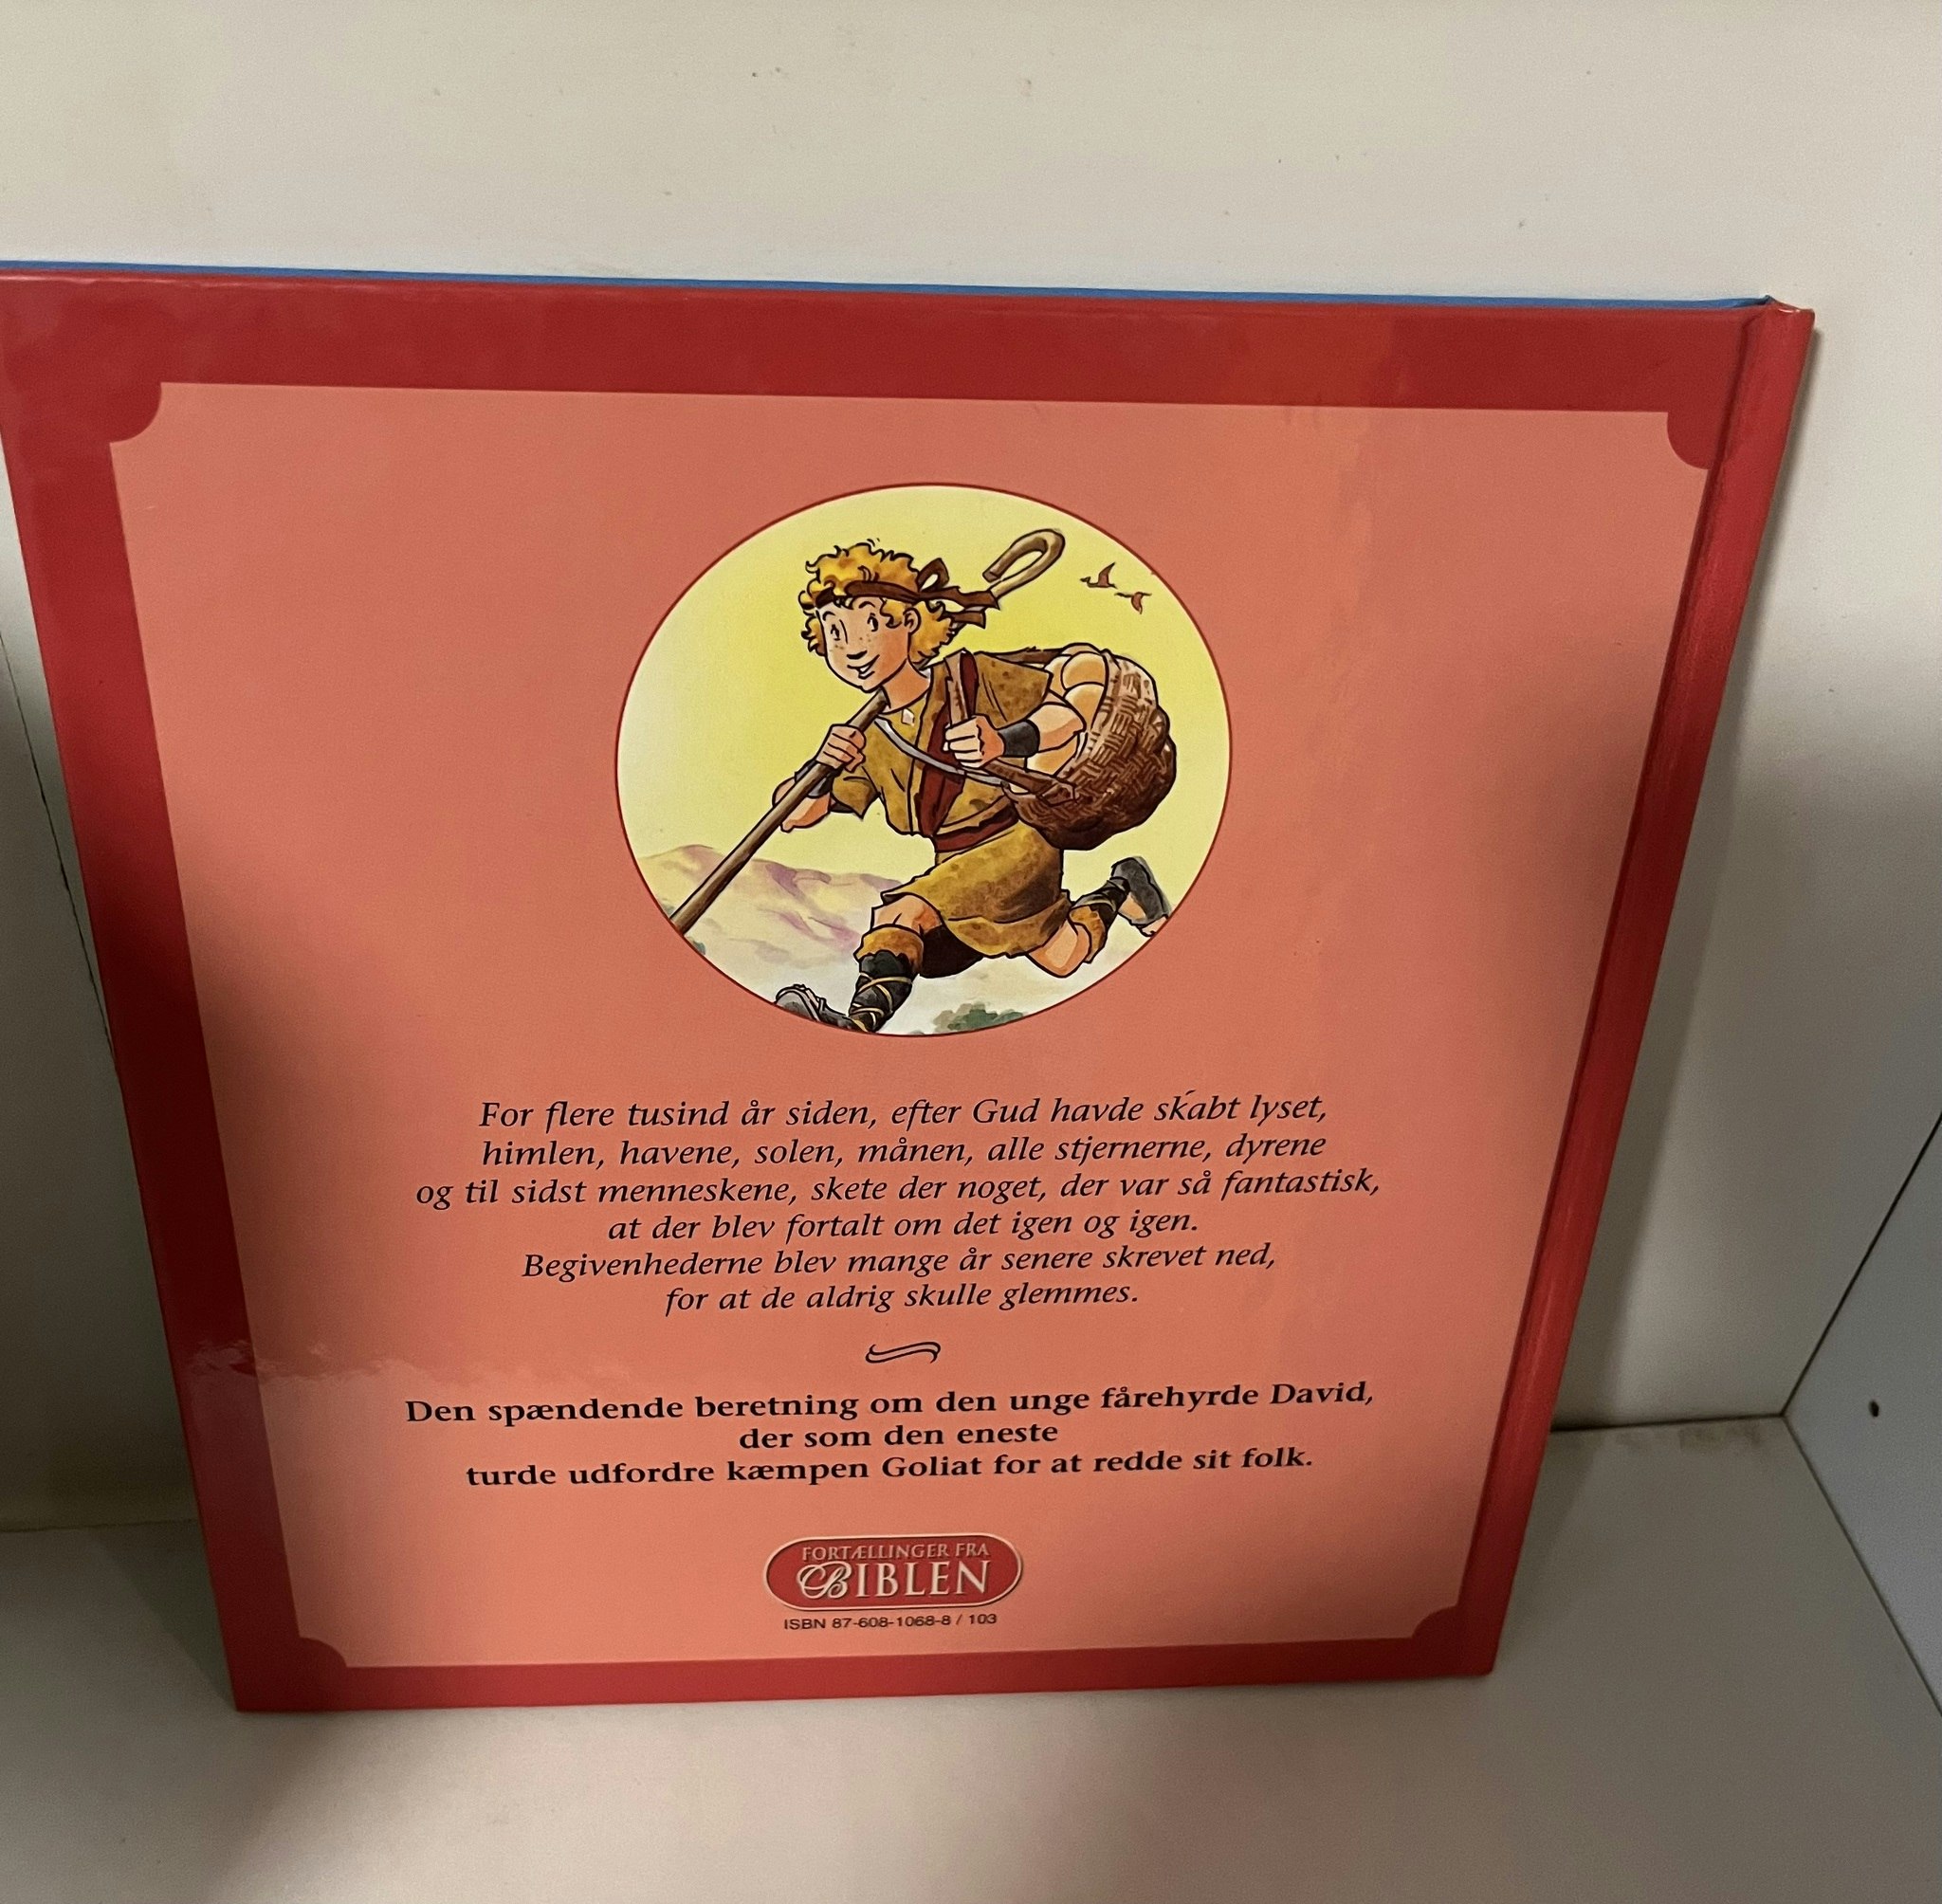 For flere tusind år siden, efter Gud havde skabt lyset,
himlen, havene, solen, månen, alle stjernerne, dyrene
og til sidst menneskene, skete der noget, der var så fantastisk,
at der blev fortalt om det igen og igen.
Begivenhederne blev mange år senere skrevet ned,
for at de aldrig skulle glemmes.
Den spændende beretning om den unge fårehyrde David,
der som den eneste
turde udfordre kæmpen Goliat for at redde sit folk.
FORTÆLLINGER FRA
BIBLEN
ISBN 87-608-1068-8 / 103